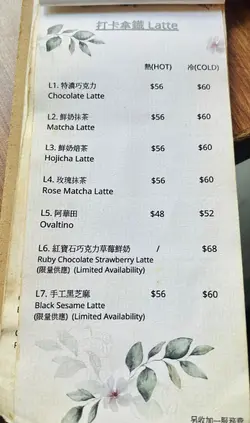 打卡拿鐵 Latte
熱(HOT) 冷(COLD)
L1. 特濃巧克力 $56 $60
Chocolate Latte
L2. 鮮奶抹茶 $56 $60
Matcha Latte
L3. 鮮奶焙茶 $56 $60
Hojicha Latte
L4. 玫瑰抹茶 $56 $60
Rose Matcha Latte
L5. 阿華田 $48 $52
Ovaltino
L6. 紅寶石巧克力草莓鮮奶 / $68
Ruby Chocolate Strawberry Latte
(限量供應) (Limited Availability)
L7. 手工黑芝麻 $56 $60
Black Sesame Latte
(限量供應) (Limited Availability)
另收加一服務費